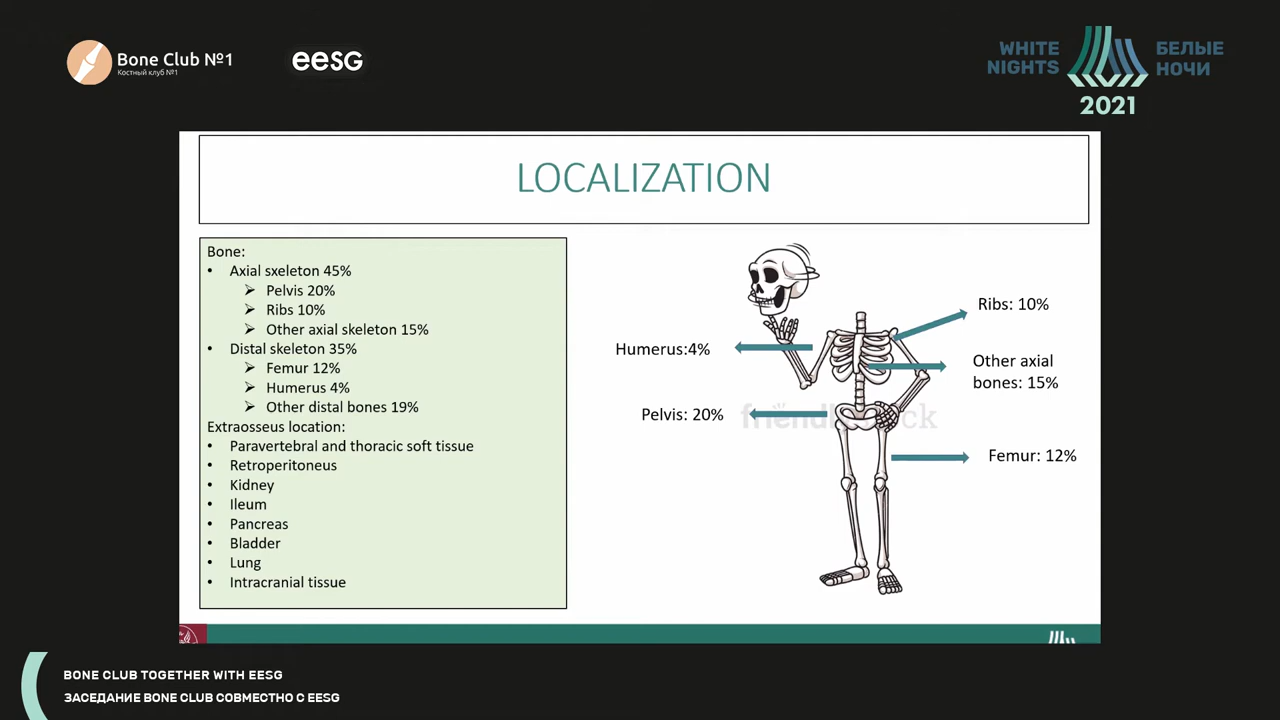 Bone Club №1
Костный клуб №1
eesg
WHITE NIGHTS
БЕЛЫЕ НОЧИ
2021
LOCALIZATION
Bone:
• Axial sxeleton 45%
➢ Pelvis 20%
➢ Ribs 10%
➢ Other axial skeleton 15%
• Distal skeleton 35%
➢ Femur 12%
➢ Humerus 4%
➢ Other distal bones 19%
Extraosseus location:
• Paravertebral and thoracic soft tissue
• Retroperitoneus
• Kidney
• Ileum
• Pancreas
• Bladder
• Lung
• Intracranial tissue
Ribs: 10%
Humerus:4%
Other axial
bones: 15%
Pelvis: 20%
Femur: 12%
BONE CLUB TOGETHER WITH EESG
ЗАСЕДАНИЕ BONE CLUB СОВМЕСТНО С EESG